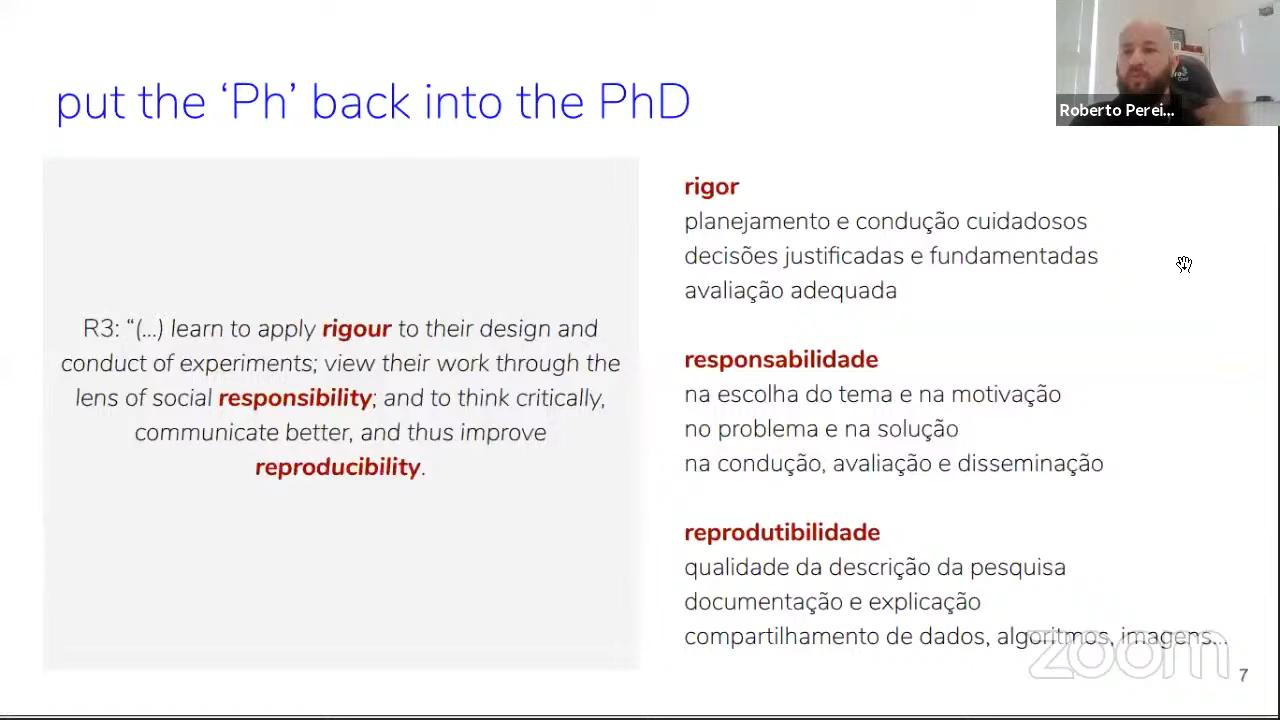 put the ‘Ph’ back into the PhD
Roberto Perei...
R3: “(...) learn to apply rigour to their design and
conduct of experiments; view their work through the
lens of social responsibility; and to think critically,
communicate better, and thus improve
reproducibility.
rigor
planejamento e condução cuidadosos
decisões justificadas e fundamentadas
avaliação adequada
responsabilidade
na escolha do tema e na motivação
no problema e na solução
na condução, avaliação e disseminação
reprodutibilidade
qualidade da descrição da pesquisa
documentação e explicação
compartilhamento de dados, algoritmos, imagens...
zoom
7